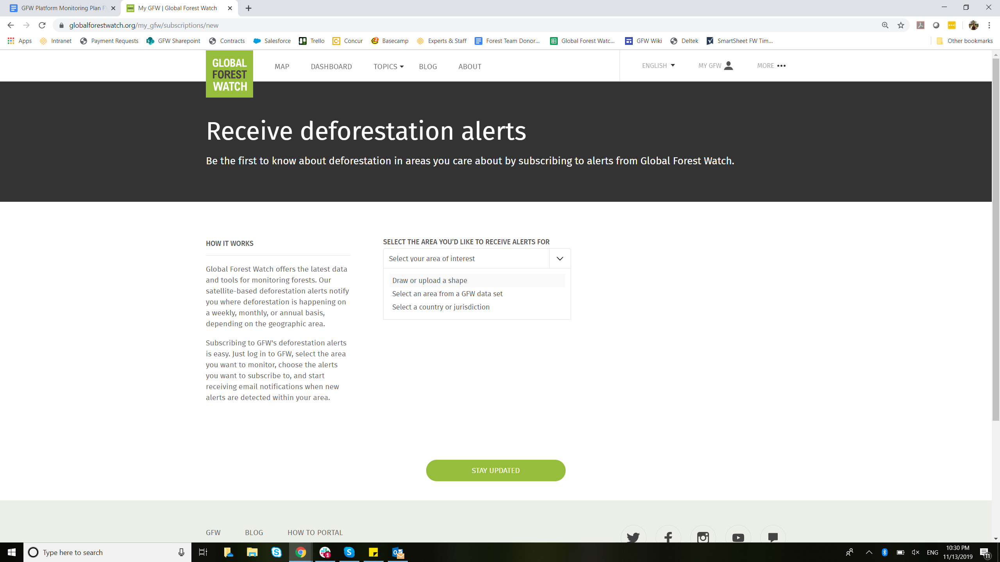 GFW Platform Monitoring Plan F
My GFW | Global Forest Watch
globalforestwatch.org/my_gfw/subscriptions/new
Apps
Intranet
Payment Requests
GFW Sharepoint
Contracts
Salesforce
Trello
Concur
Basecamp
Experts & Staff
Forest Team Donor...
Global Forest Watc...
GFW Wiki
Deltek
SmartSheet FW Tim...
Other bookmarks
GLOBAL
FOREST
WATCH
MAP
DASHBOARD
TOPICS
BLOG
ABOUT
ENGLISH
MY GFW
MORE
Receive deforestation alerts
Be the first to know about deforestation in areas you care about by subscribing to alerts from Global Forest Watch.
HOW IT WORKS
Global Forest Watch offers the latest data
and tools for monitoring forests. Our
satellite-based deforestation alerts notify
you where deforestation is happening on
a weekly, monthly, or annual basis,
depending on the geographic area.
Subscribing to GFW's deforestation alerts
is easy. Just log in to GFW, select the area
you want to monitor, choose the alerts
you want to subscribe to, and start
receiving email notifications when new
alerts are detected within your area.
SELECT THE AREA YOU’D LIKE TO RECEIVE ALERTS FOR
Select your area of interest
Draw or upload a shape
Select an area from a GFW data set
Select a country or jurisdiction
STAY UPDATED
GFW
BLOG
HOW TO PORTAL
Type here to search
1
ENG
10:30 PM
11/13/2019
11